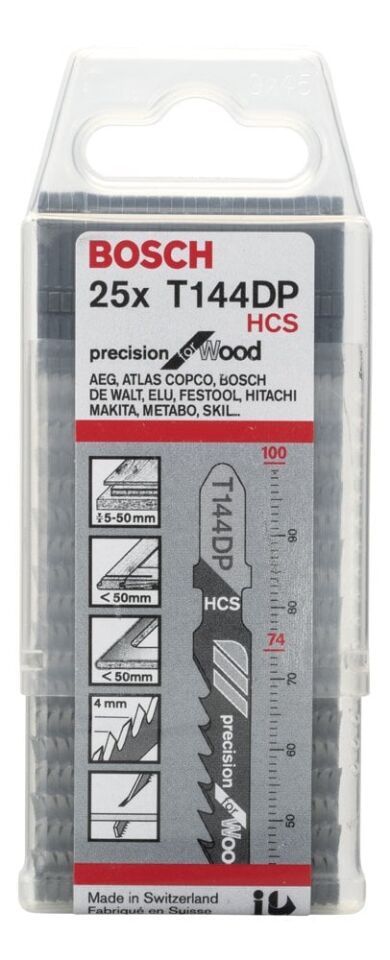 BOSCH
25x T144DP
HCS
precision for Wood
AEG, ATLAS COPCO, BOSCH
DE WALT, ELU, FESTOOL, HITACHI
MAKITA, METABO, SKIL...
100
90
80
74
70
60
50
5-50mm
<50mm
<50mm
4 mm
T144DP
HCS
precision for Woo
Made in Switzerland
Fabriqué en Suisse